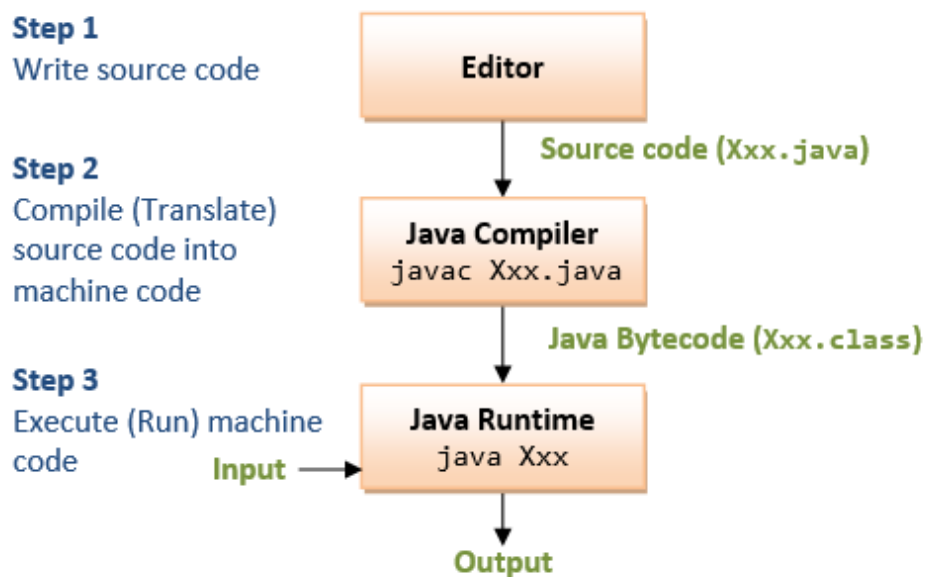 Step 1
Write source code
Editor
Source code (Xxx.java)
Step 2
Compile (Translate)
source code into
machine code
Java Compiler
javac Xxx.java
Java Bytecode (Xxx.class)
Step 3
Execute (Run) machine
code
Java Runtime
java Xxx
Input
Output